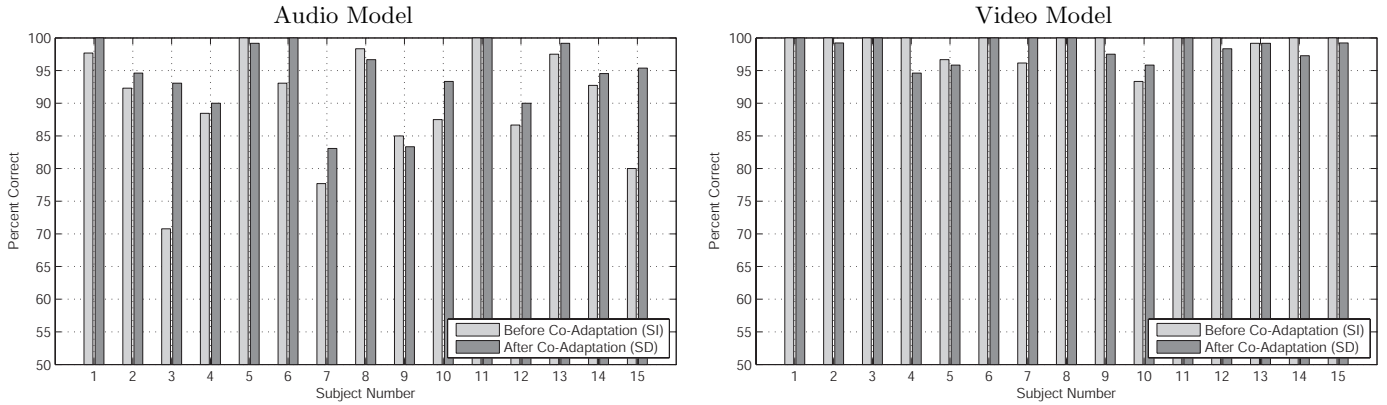 Audio Model
100
95
90
85
80
75
70
65
60
55
50
Percent Correct
Before Co-Adaptation (SI)
After Co-Adaptation (SD)
1 2 3 4 5 6 7 8 9 10 11 12 13 14 15
Subject Number
Video Model
100
95
90
85
80
75
70
65
60
55
50
Percent Correct
Before Co-Adaptation (SI)
After Co-Adaptation (SD)
1 2 3 4 5 6 7 8 9 10 11 12 13 14 15
Subject Number